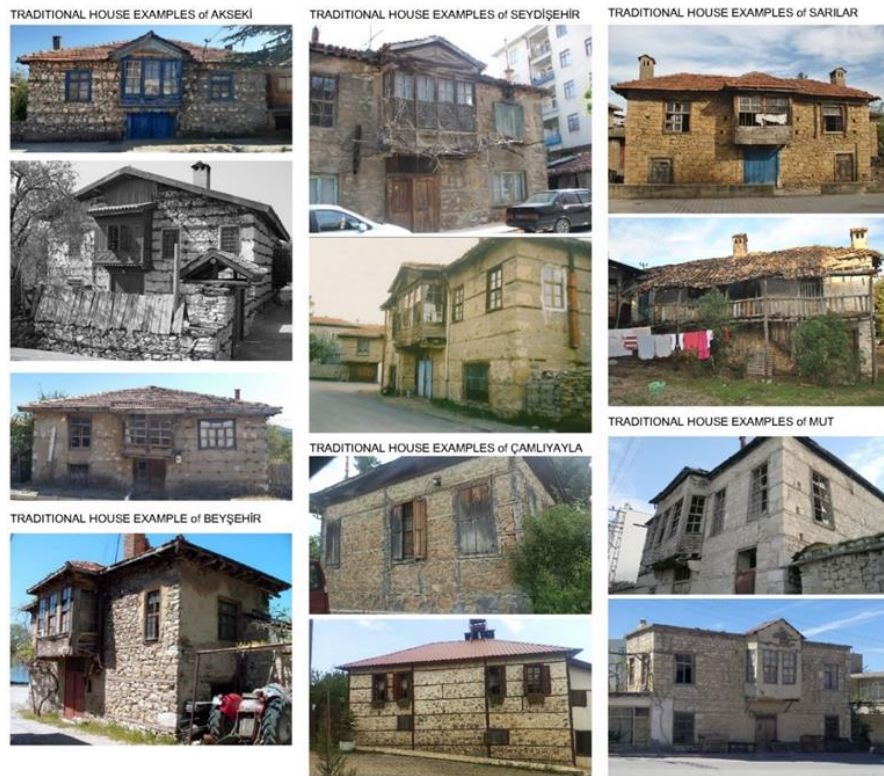 TRADITIONAL HOUSE EXAMPLES of AKSEKİ
TRADITIONAL HOUSE EXAMPLE of BEYŞEHİR
TRADITIONAL HOUSE EXAMPLES of SEYDİŞEHİR
TRADITIONAL HOUSE EXAMPLES of ÇAMLIYAYLA
TRADITIONAL HOUSE EXAMPLES of SARILAR
TRADITIONAL HOUSE EXAMPLES of MUT